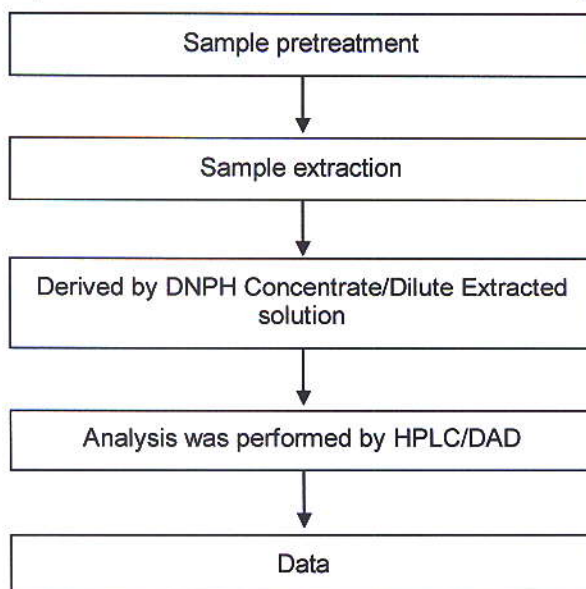 Sample pretreatment
Sample extraction
Derived by DNPH Concentrate/Dilute Extracted
solution
Analysis was performed by HPLC/DAD
Data